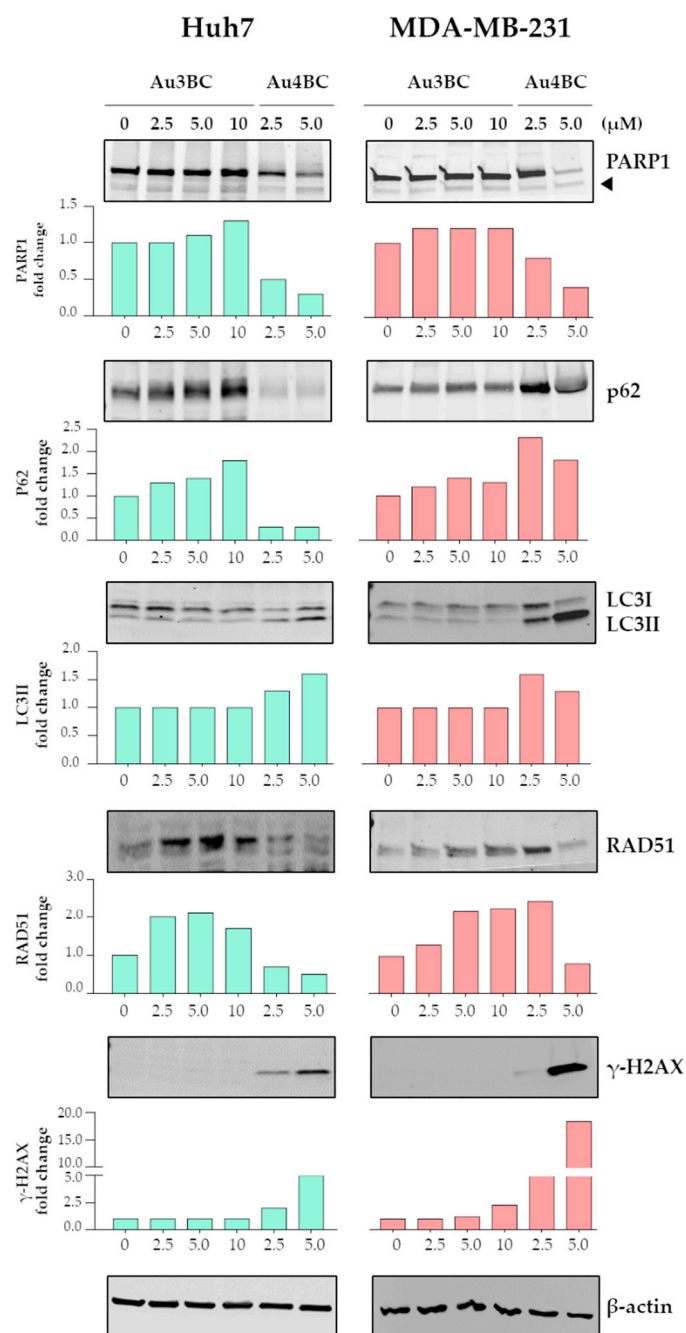 Huh7 MDA-MB-231
Au3BC Au4BC Au3BC Au4BC
0 2.5 5.0 10 2.5 5.0 0 2.5 5.0 10 2.5 5.0 (μM)
PARP1
PARP1
fold change
1.5
1.0
0.5
0.0
0 2.5 5.0 10 2.5 5.0 0 2.5 5.0 10 2.5 5.0
p62
P62
fold change
2.5
2.0
1.5
1.0
0.5
0.0
0 2.5 5.0 10 2.5 5.0 0 2.5 5.0 10 2.5 5.0
LC3I
LC3II
LC3II
fold change
2.0
1.5
1.0
0.5
0.0
0 2.5 5.0 10 2.5 5.0 0 2.5 5.0 10 2.5 5.0
RAD51
RAD51
fold change
3.0
2.0
1.0
0.0
0 2.5 5.0 10 2.5 5.0 0 2.5 5.0 10 2.5 5.0
γ-H2AX
γ-H2AX
fold change
20.0
15.0
10.0
5.0
2.5
0.0
0 2.5 5.0 10 2.5 5.0 0 2.5 5.0 10 2.5 5.0
β-actin